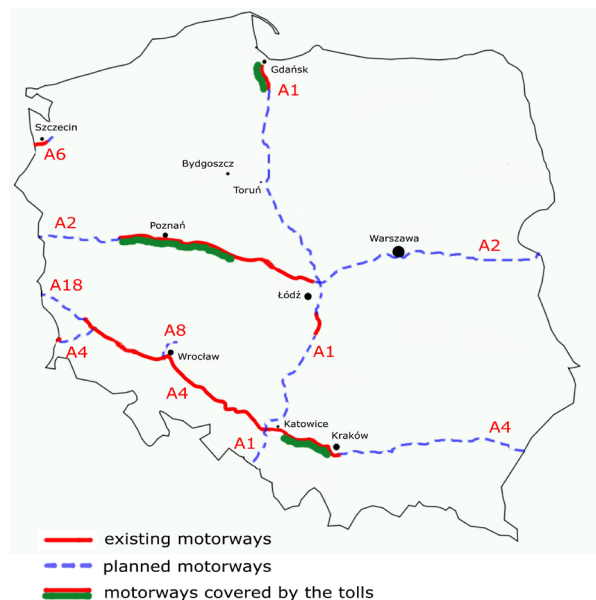 Gdańsk
A1
Szczecin
A6
Bydgoszcz
Toruń
A2
Poznań
Warszawa
A2
A18
Łódź
A8
A4
Wrocław
A1
A4
Katowice
Kraków
A4
A1
existing motorways
planned motorways
motorways covered by the tolls